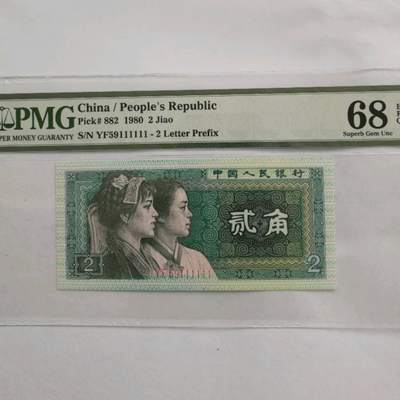 PMG
PER MONEY GUARANTY
China / People's Republic
Pick# 882 1980 2 Jiao
S/N YF59111111 - 2 Letter Prefix
68
Superb Gem Unc
E
中国人民银行
贰角
2
2